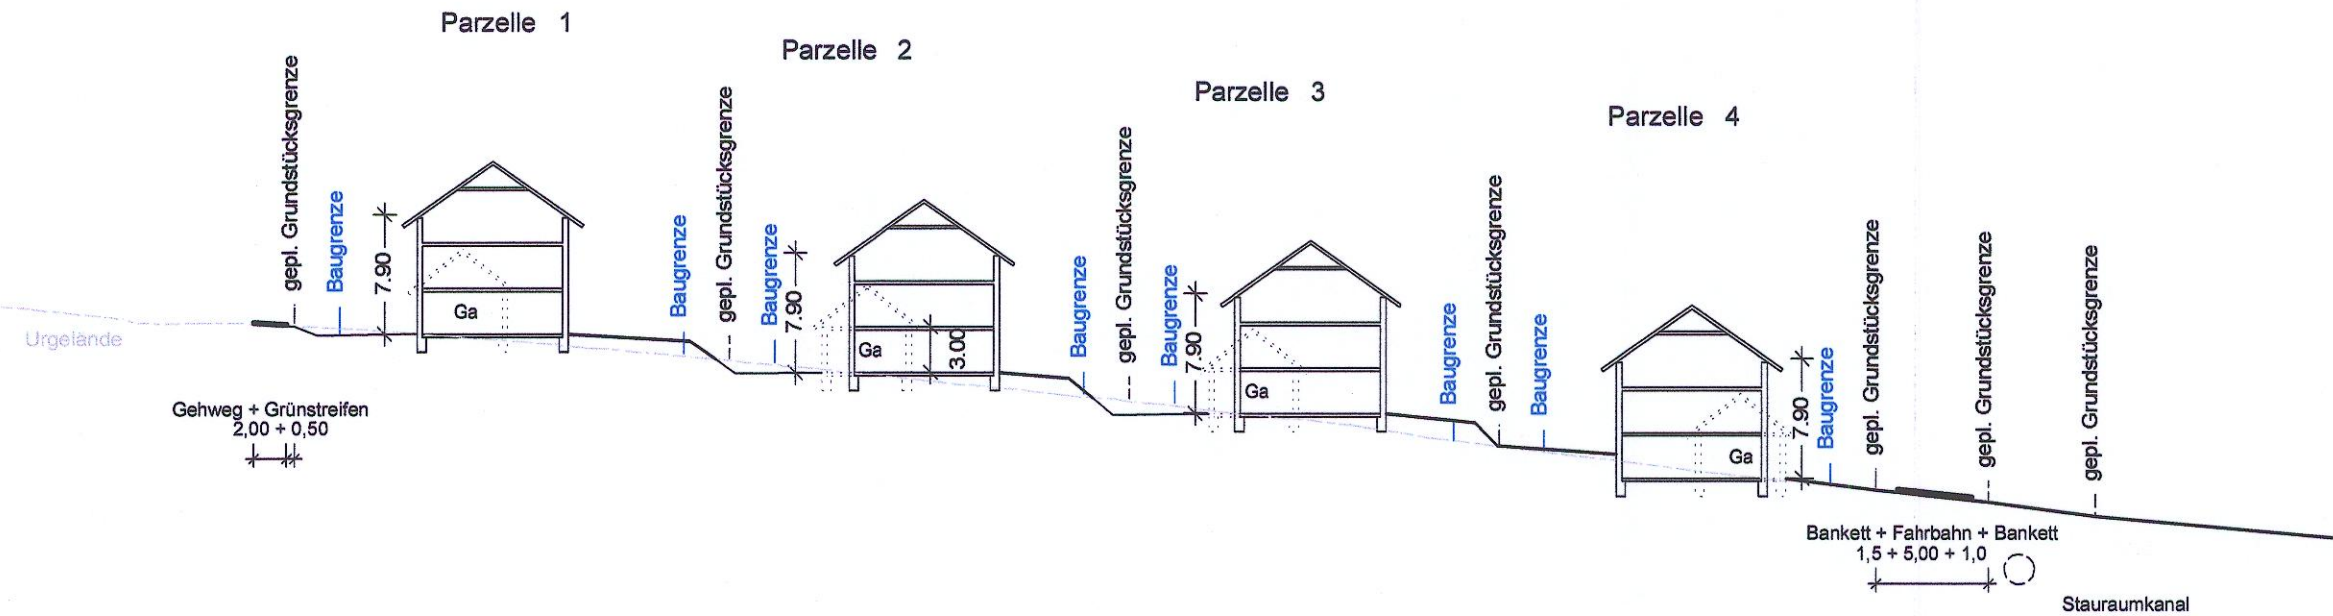 Parzelle 1
Parzelle 2
Parzelle 3
Parzelle 4
gepl. Grundstücksgrenze
Baugrenze
7.90
Ga
Baugrenze
gepl. Grundstücksgrenze
Baugrenze
7.90
Ga
3.00
Baugrenze
gepl. Grundstücksgrenze
Baugrenze
7.90
Ga
Baugrenze
gepl. Grundstücksgrenze
Baugrenze
Ga
7.90
Baugrenze
gepl. Grundstücksgrenze
gepl. Grundstücksgrenze
gepl. Grundstücksgrenze
Urgelände
Gehweg + Grünstreifen
2,00 + 0,50
Bankett + Fahrbahn + Bankett
1,5 + 5,00 + 1,0
Stauraumkanal